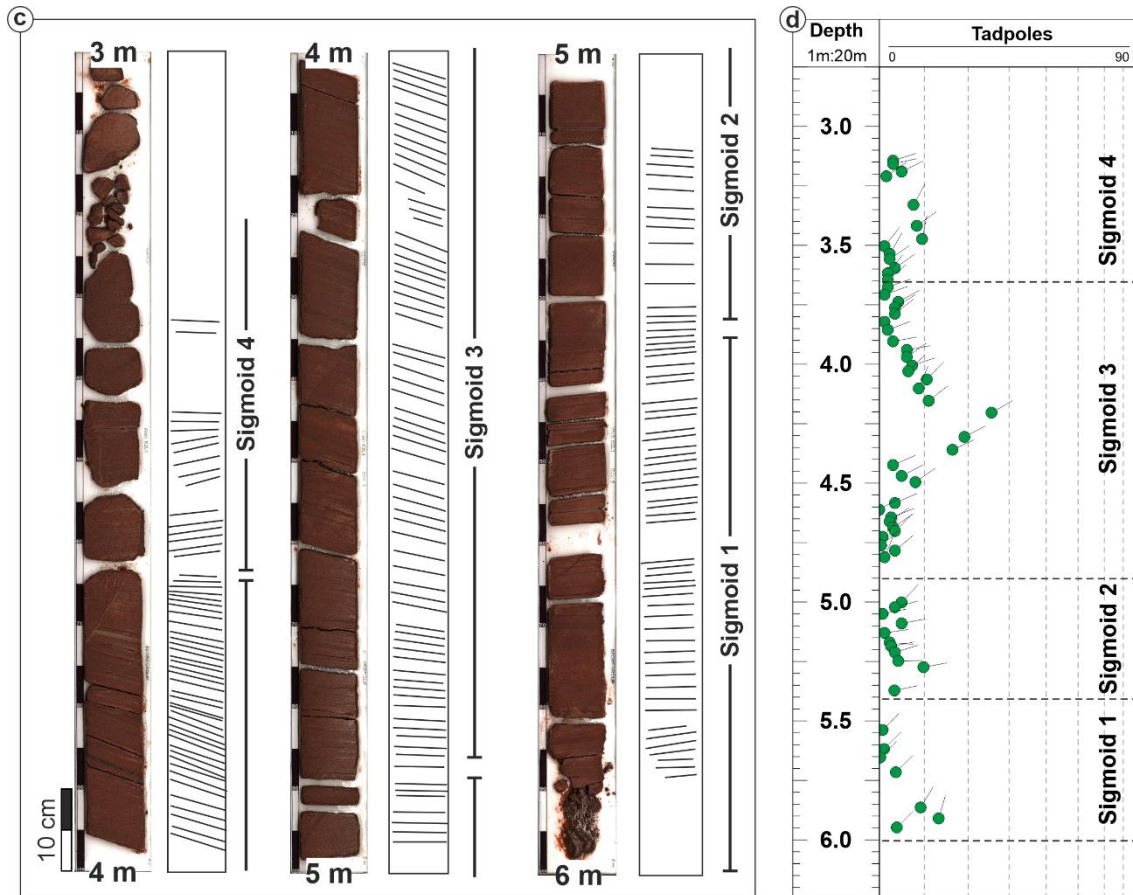 c
3 m
4 m
5 m
Sigmoid 4
Sigmoid 3
Sigmoid 2
Sigmoid 1
10 cm
4 m
5 m
6 m
d
Depth
Tadpoles
1m:20m
0
90
3.0
3.5
4.0
4.5
5.0
5.5
6.0
Sigmoid 4
Sigmoid 3
Sigmoid 2
Sigmoid 1